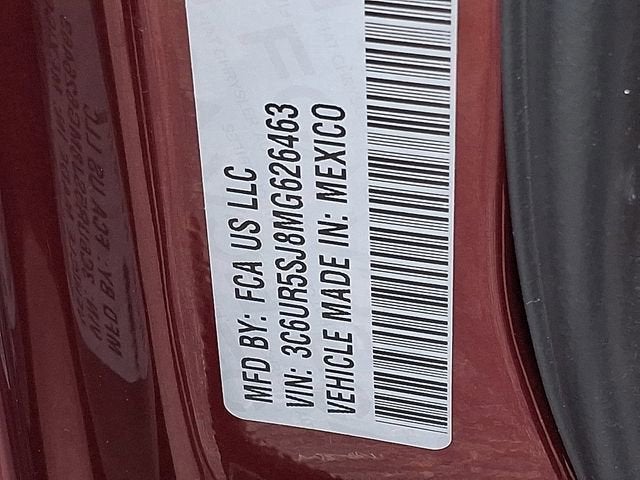 MFD BY: FCA US LLC
VIN: 3C6UR5SJ8MG626463
VEHICLE MADE IN: MEXICO